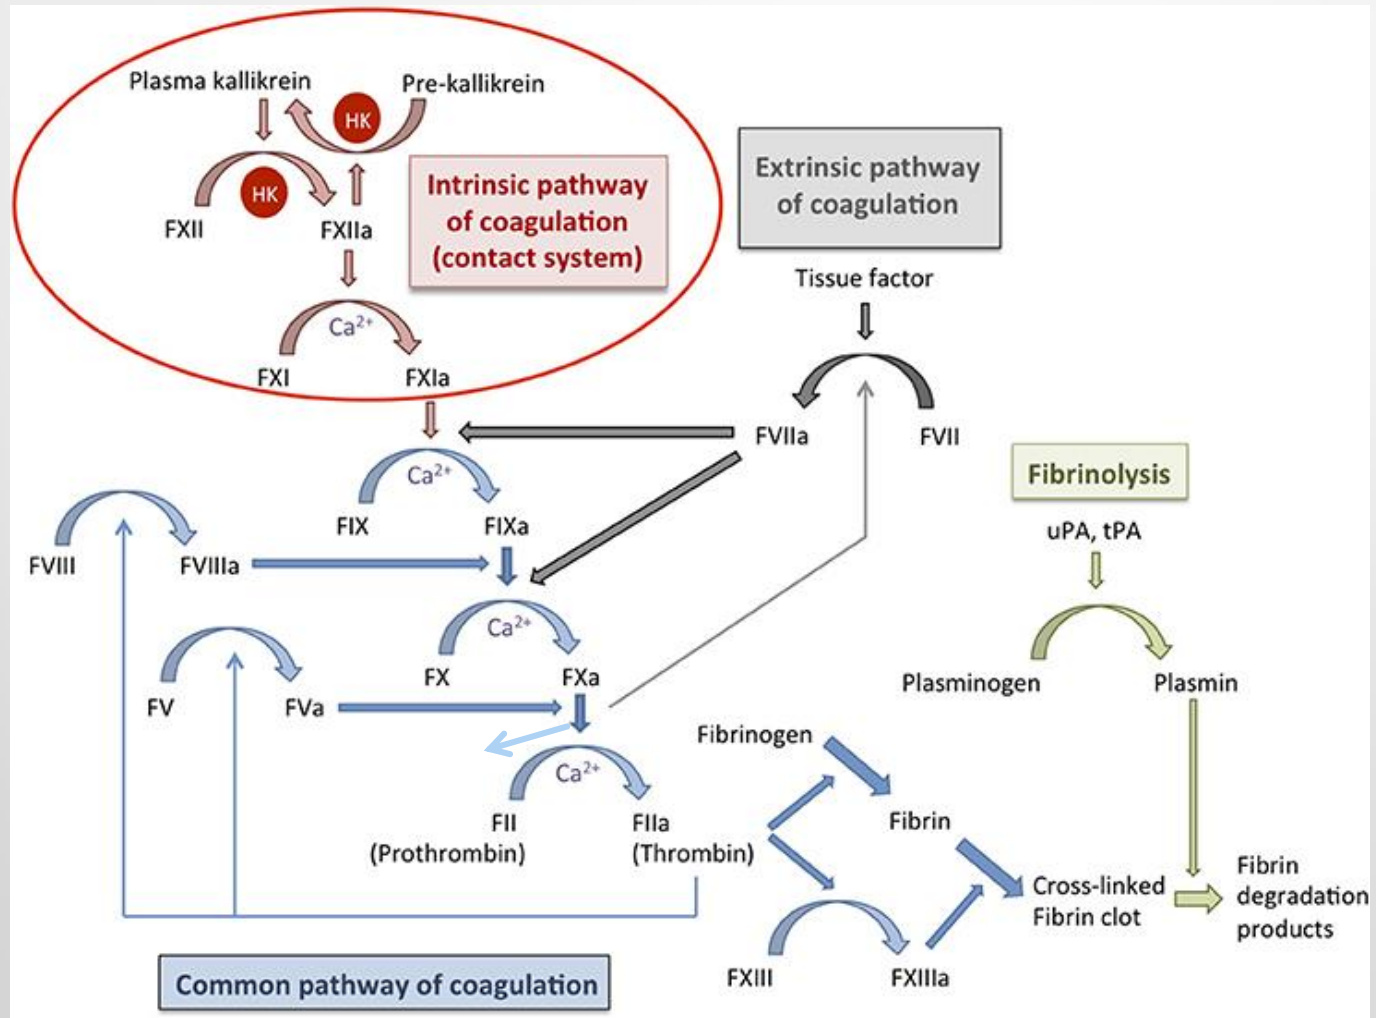 Plasma kallikrein
Pre-kallikrein
HK
HK
FXII
FXIIa
Intrinsic pathway
of coagulation
(contact system)
Ca²⁺
FXI
FXIa
Extrinsic pathway
of coagulation
Tissue factor
FVIIa
FVII
Ca²⁺
FIX
FIXa
FVIII
FVIIIa
Ca²⁺
FX
FXa
FV
FVa
Ca²⁺
FII
(Prothrombin)
FIIa
(Thrombin)
Fibrinogen
Fibrin
FXIII
FXIIIa
Cross-linked
Fibrin clot
Fibrinolysis
uPA, tPA
Plasminogen
Plasmin
Fibrin
degradation
products
Common pathway of coagulation